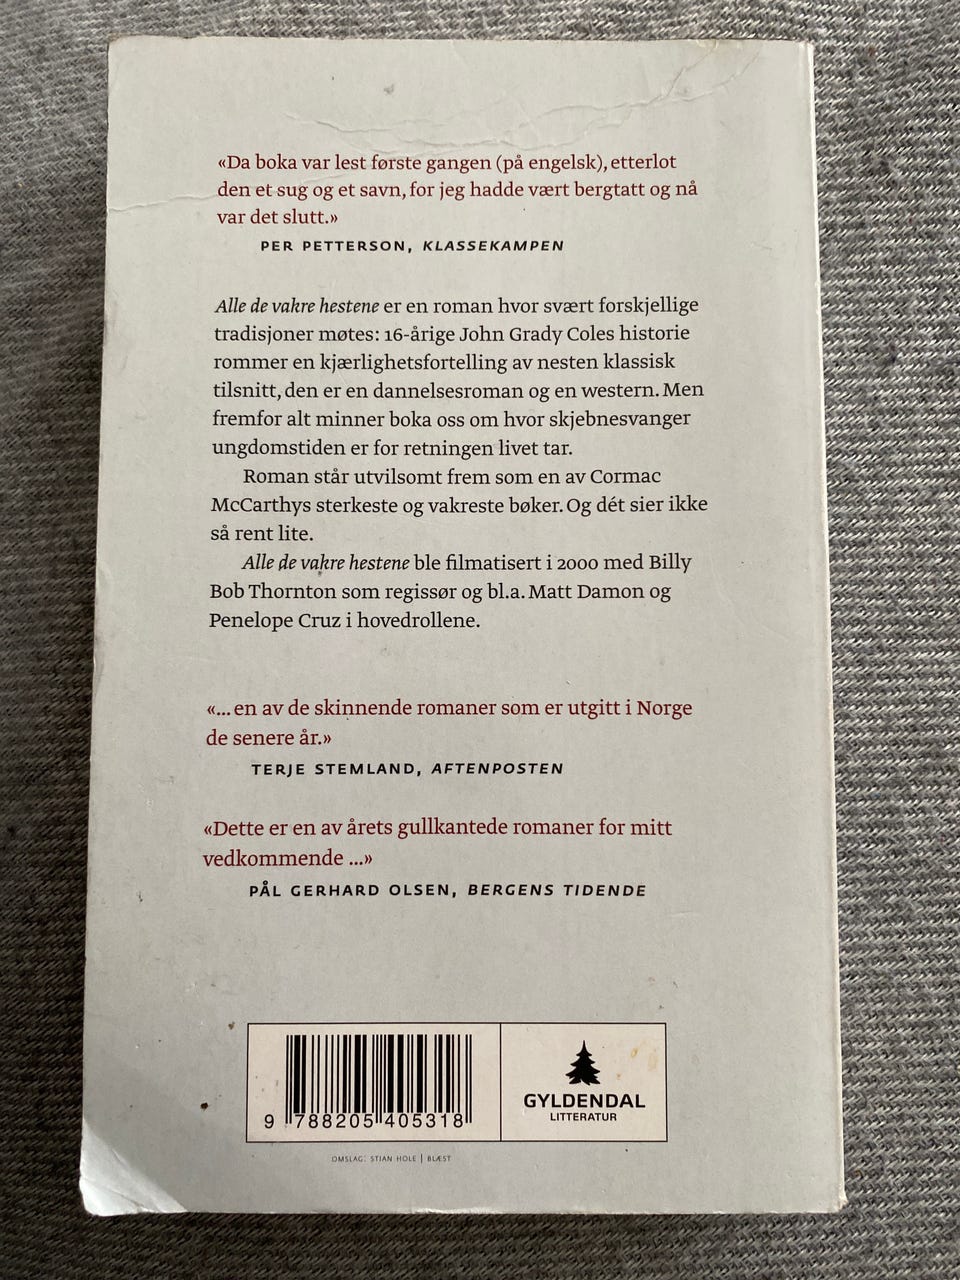 «Da boka var lest første gangen (på engelsk), etterlot
den et sug og et savn, for jeg hadde vært bergtatt og nå
var det slutt.»
PER PETTERSON, KLASSEKAMPEN
Alle de vakre hestene er en roman hvor svært forskjellige
tradisjoner møtes: 16-årige John Grady Coles historie
rommer en kjærlighetsfortelling av nesten klassisk
tilsnitt, den er en dannelsesroman og en western. Men
fremfor alt minner boka oss om hvor skjebnesvanger
ungdomstiden er for retningen livet tar.
Roman står utvilsomt frem som en av Cormac
McCarthys sterkeste og vakreste bøker. Og dét sier ikke
så rent lite.
Alle de vakre hestene ble filmatisert i 2000 med Billy
Bob Thornton som regissør og bl.a. Matt Damon og
Penelope Cruz i hovedrollene.
«... en av de skinnende romaner som er utgitt i Norge
de senere år.»
TERJE STEMLAND, AFTENPOSTEN
«Dette er en av årets gullkantede romaner for mitt
vedkommende ...»
PÅL GERHARD OLSEN, BERGENS TIDENDE
9 788205 405318
GYLDENDAL
LITTERATUR
OMSLAG: STIAN HOLE | BLÆST